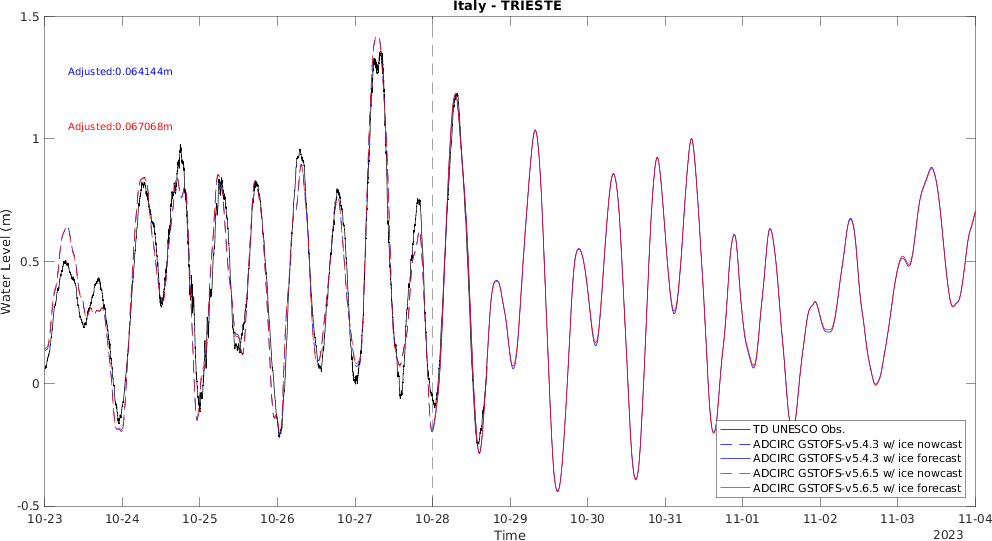 Italy - TRIESTE
Water Level (m)
1.5
1
0.5
0
-0.5
Adjusted:0.064144m
Adjusted:0.067068m
TD UNESCO Obs.
ADCIRC GSTOFS-v5.4.3 w/ ice nowcast
ADCIRC GSTOFS-v5.4.3 w/ ice forecast
ADCIRC GSTOFS-v5.6.5 w/ ice nowcast
ADCIRC GSTOFS-v5.6.5 w/ ice forecast
10-23 10-24 10-25 10-26 10-27 10-28 10-29 10-30 10-31 11-01 11-02 11-03 11-04
Time
2023